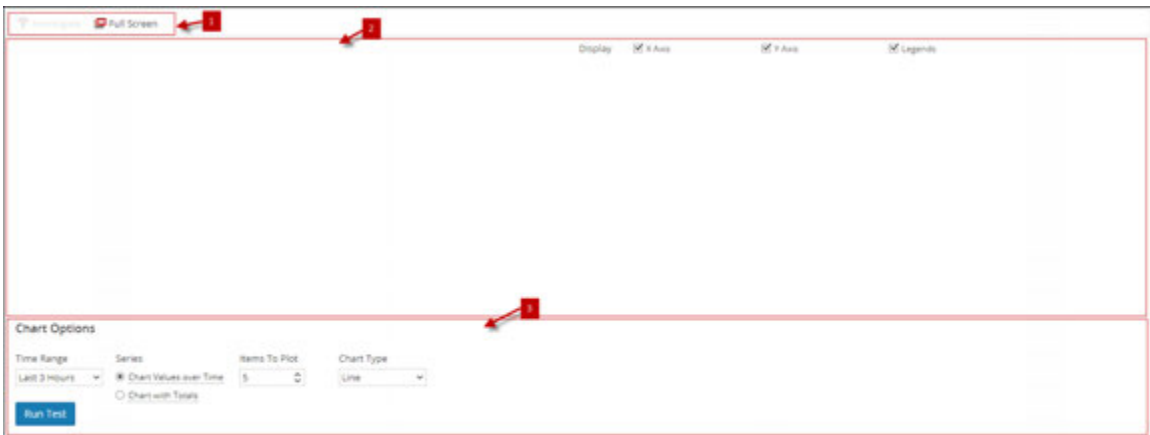 Full Screen
1
2
Display X Axis Y Axis Legends
3
Chart Options
Time Range Series Items To Plot Chart Type
Last 3 Hours Chart Values over Time 5 Line
Chart with Totals
Run Test